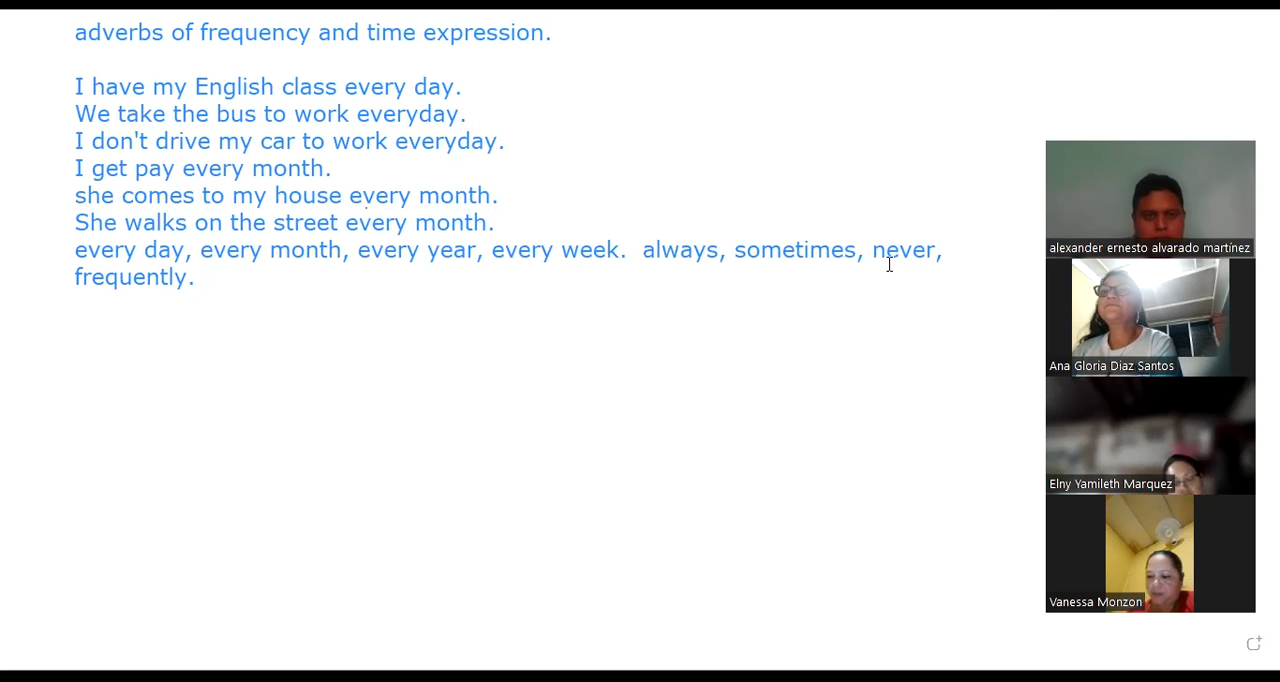 adverbs of frequency and time expression.
I have my English class every day.
We take the bus to work everyday.
I don't drive my car to work everyday.
I get pay every month.
she comes to my house every month.
She walks on the street every month.
every day, every month, every year, every week.  always, sometimes, never,
frequently.
alexander ernesto alvarado martínez
Ana Gloria Diaz Santos
Elny Yamileth Marquez
Vanessa Monzon